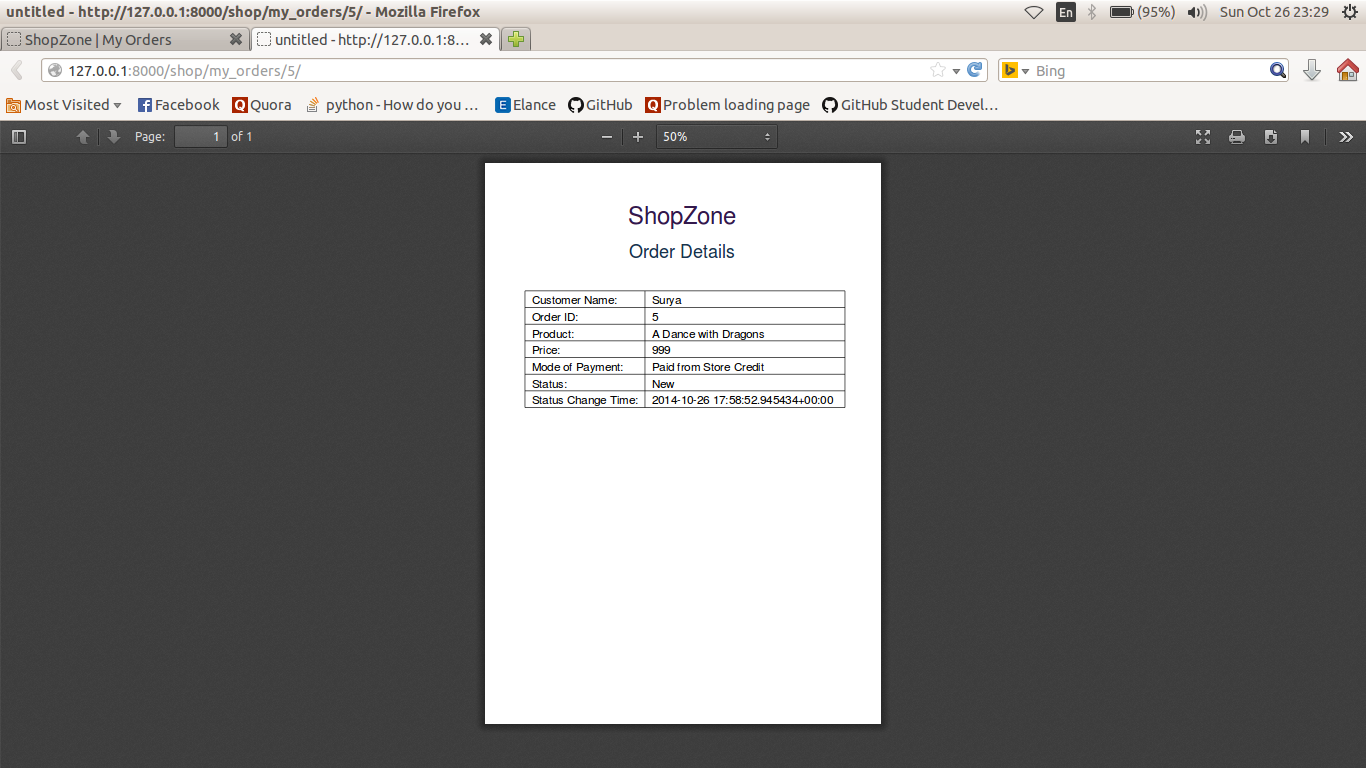 untitled - http://127.0.0.1:8000/shop/my_orders/5/ - Mozilla Firefox En (95%) Sun Oct 26 23:29
ShopZone | My Orders untitled - http://127.0.0.1:8...
127.0.0.1:8000/shop/my_orders/5/ Bing
Most Visited Facebook Quora python - How do you ... Elance GitHub Problem loading page GitHub Student Devel...
Page: 1 of 1 50%
ShopZone
Order Details
Customer Name: Surya
Order ID: 5
Product: A Dance with Dragons
Price: 999
Mode of Payment: Paid from Store Credit
Status: New
Status Change Time: 2014-10-26 17:58:52.945434+00:00